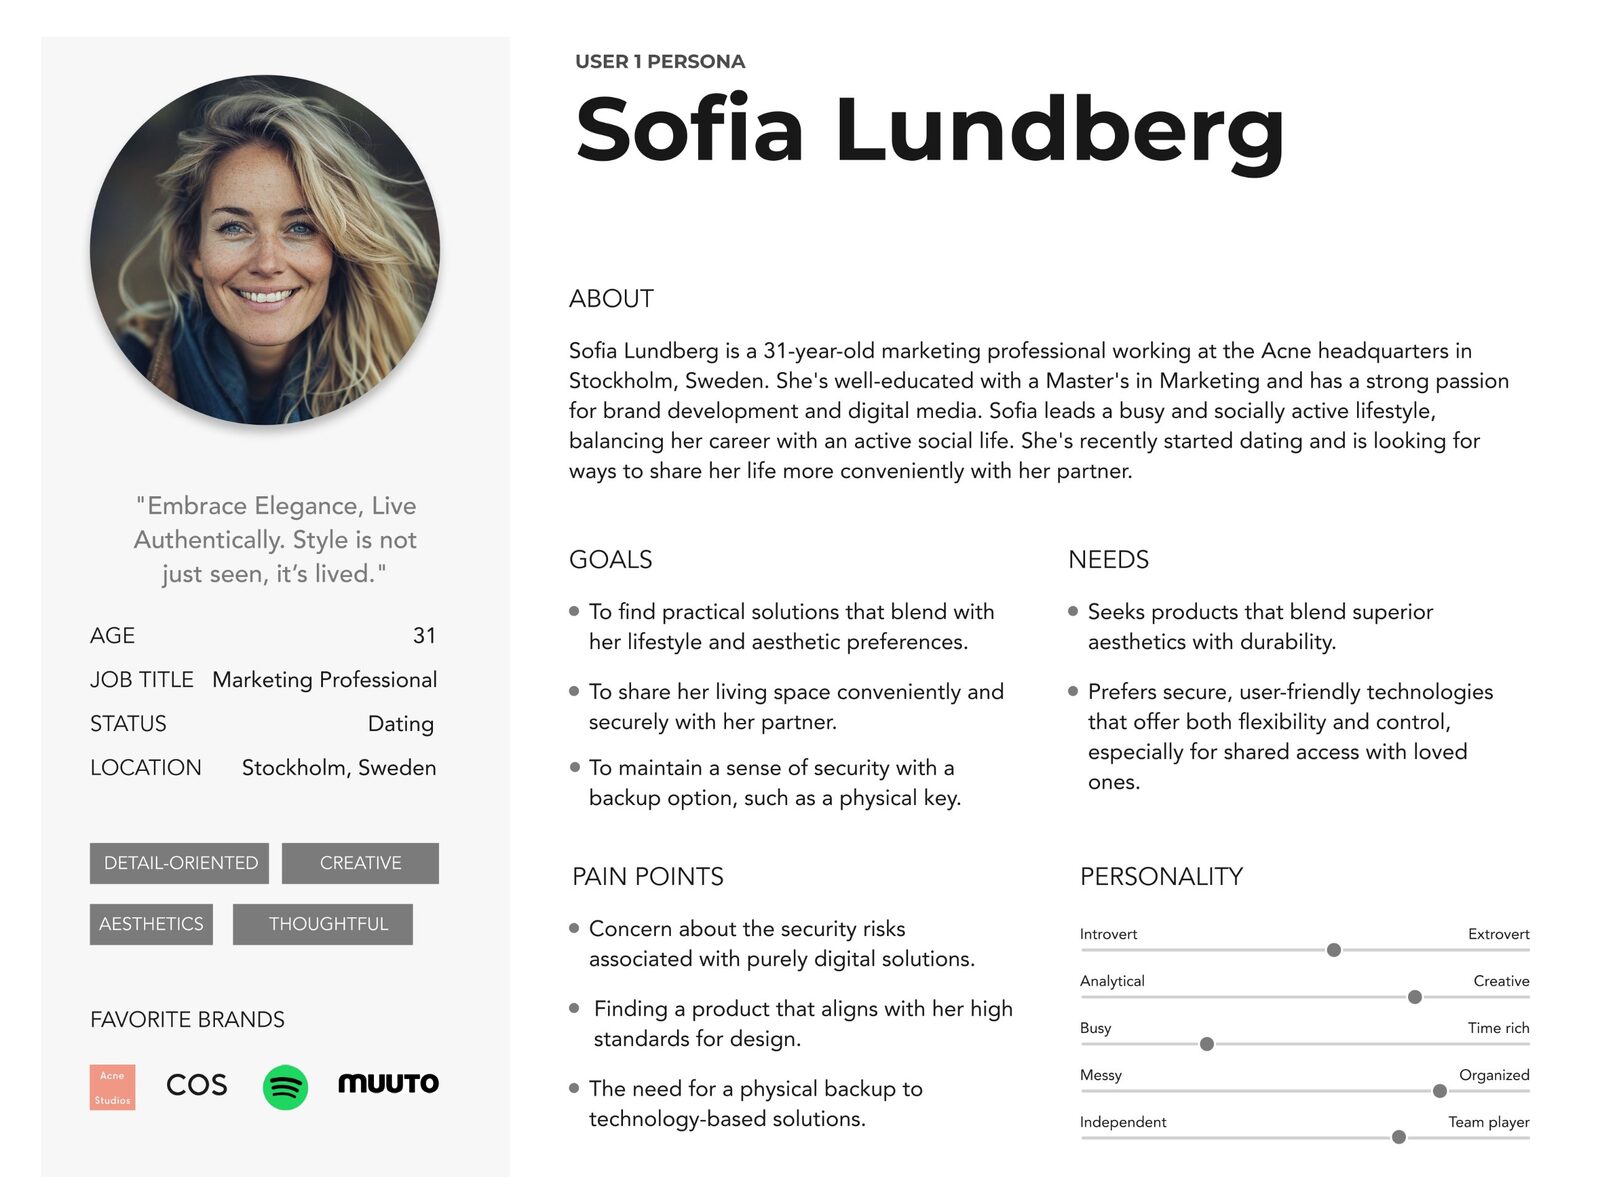 USER 1 PERSONA
Sofia Lundberg
"Embrace Elegance, Live
Authentically. Style is not
just seen, it’s lived."
AGE 31
JOB TITLE Marketing Professional
STATUS Dating
LOCATION Stockholm, Sweden
DETAIL-ORIENTED CREATIVE
AESTHETICS THOUGHTFUL
FAVORITE BRANDS
Acne
Studios
COS
MUUTO
ABOUT
Sofia Lundberg is a 31-year-old marketing professional working at the Acne headquarters in
Stockholm, Sweden. She's well-educated with a Master's in Marketing and has a strong passion
for brand development and digital media. Sofia leads a busy and socially active lifestyle,
balancing her career with an active social life. She's recently started dating and is looking for
ways to share her life more conveniently with her partner.
GOALS
To find practical solutions that blend with
her lifestyle and aesthetic preferences.
To share her living space conveniently and
securely with her partner.
To maintain a sense of security with a
backup option, such as a physical key.
NEEDS
Seeks products that blend superior
aesthetics with durability.
Prefers secure, user-friendly technologies
that offer both flexibility and control,
especially for shared access with loved
ones.
PAIN POINTS
Concern about the security risks
associated with purely digital solutions.
Finding a product that aligns with her high
standards for design.
The need for a physical backup to
technology-based solutions.
PERSONALITY
Introvert Extrovert
Analytical Creative
Busy Time rich
Messy Organized
Independent Team player